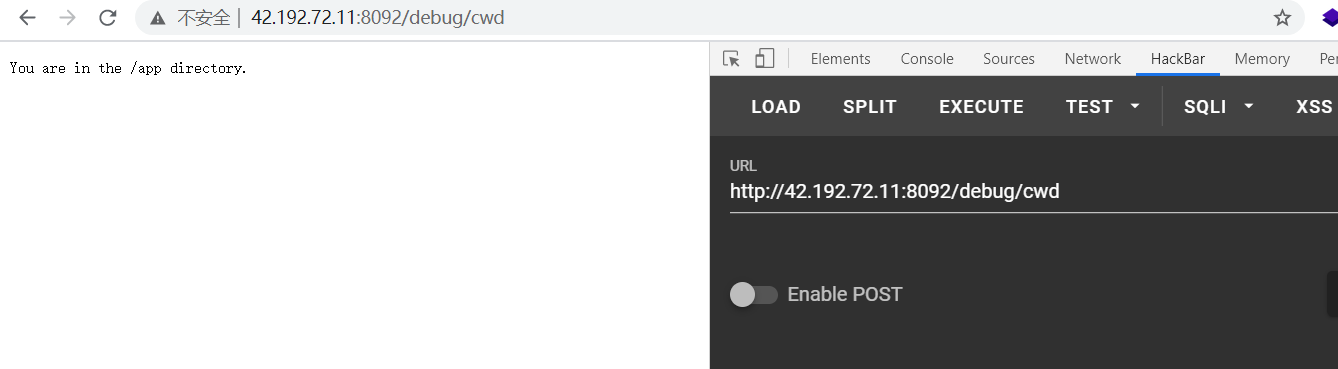 不安全 | 42.192.72.11:8092/debug/cwd
You are in the /app directory.
Elements Console Sources Network HackBar Memory
LOAD SPLIT EXECUTE TEST SQLI XSS
URL
http://42.192.72.11:8092/debug/cwd
Enable POST